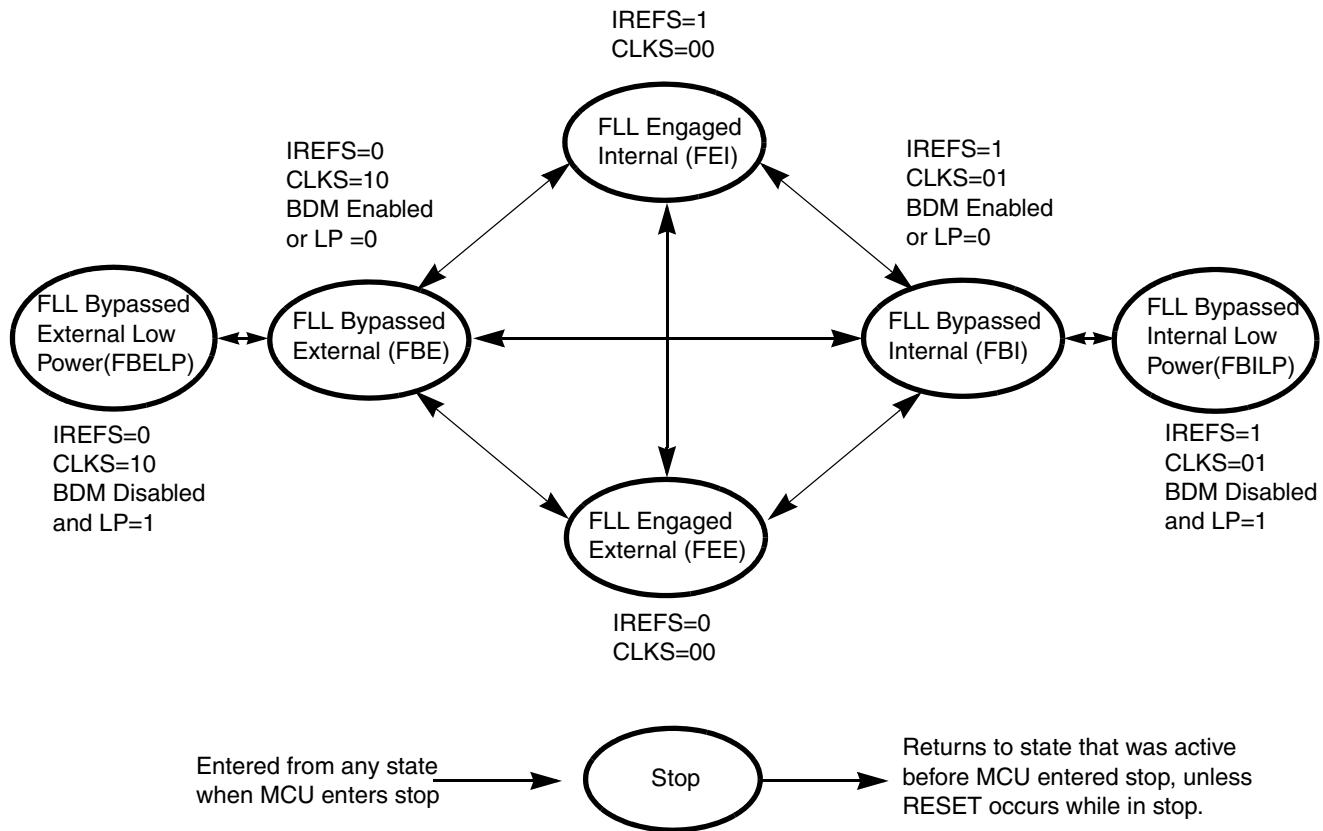 IREFS=1
CLKS=00
FLL Engaged
Internal (FEI)
IREFS=0
CLKS=10
BDM Enabled
or LP =0
IREFS=1
CLKS=01
BDM Enabled
or LP=0
FLL Bypassed
External Low
Power(FBELP)
FLL Bypassed
External (FBE)
FLL Bypassed
Internal (FBI)
FLL Bypassed
Internal Low
Power(FBILP)
IREFS=0
CLKS=10
BDM Disabled
and LP=1
IREFS=1
CLKS=01
BDM Disabled
and LP=1
FLL Engaged
External (FEE)
IREFS=0
CLKS=00
Entered from any state
when MCU enters stop
Stop
Returns to state that was active
before MCU entered stop, unless
RESET occurs while in stop.